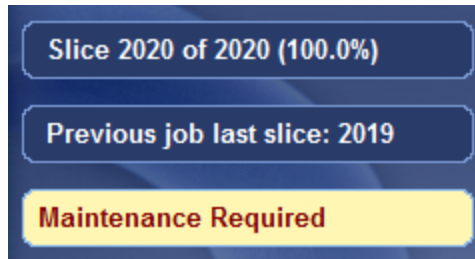 Slice 2020 of 2020 (100.0%)
Previous job last slice: 2019
Maintenance Required